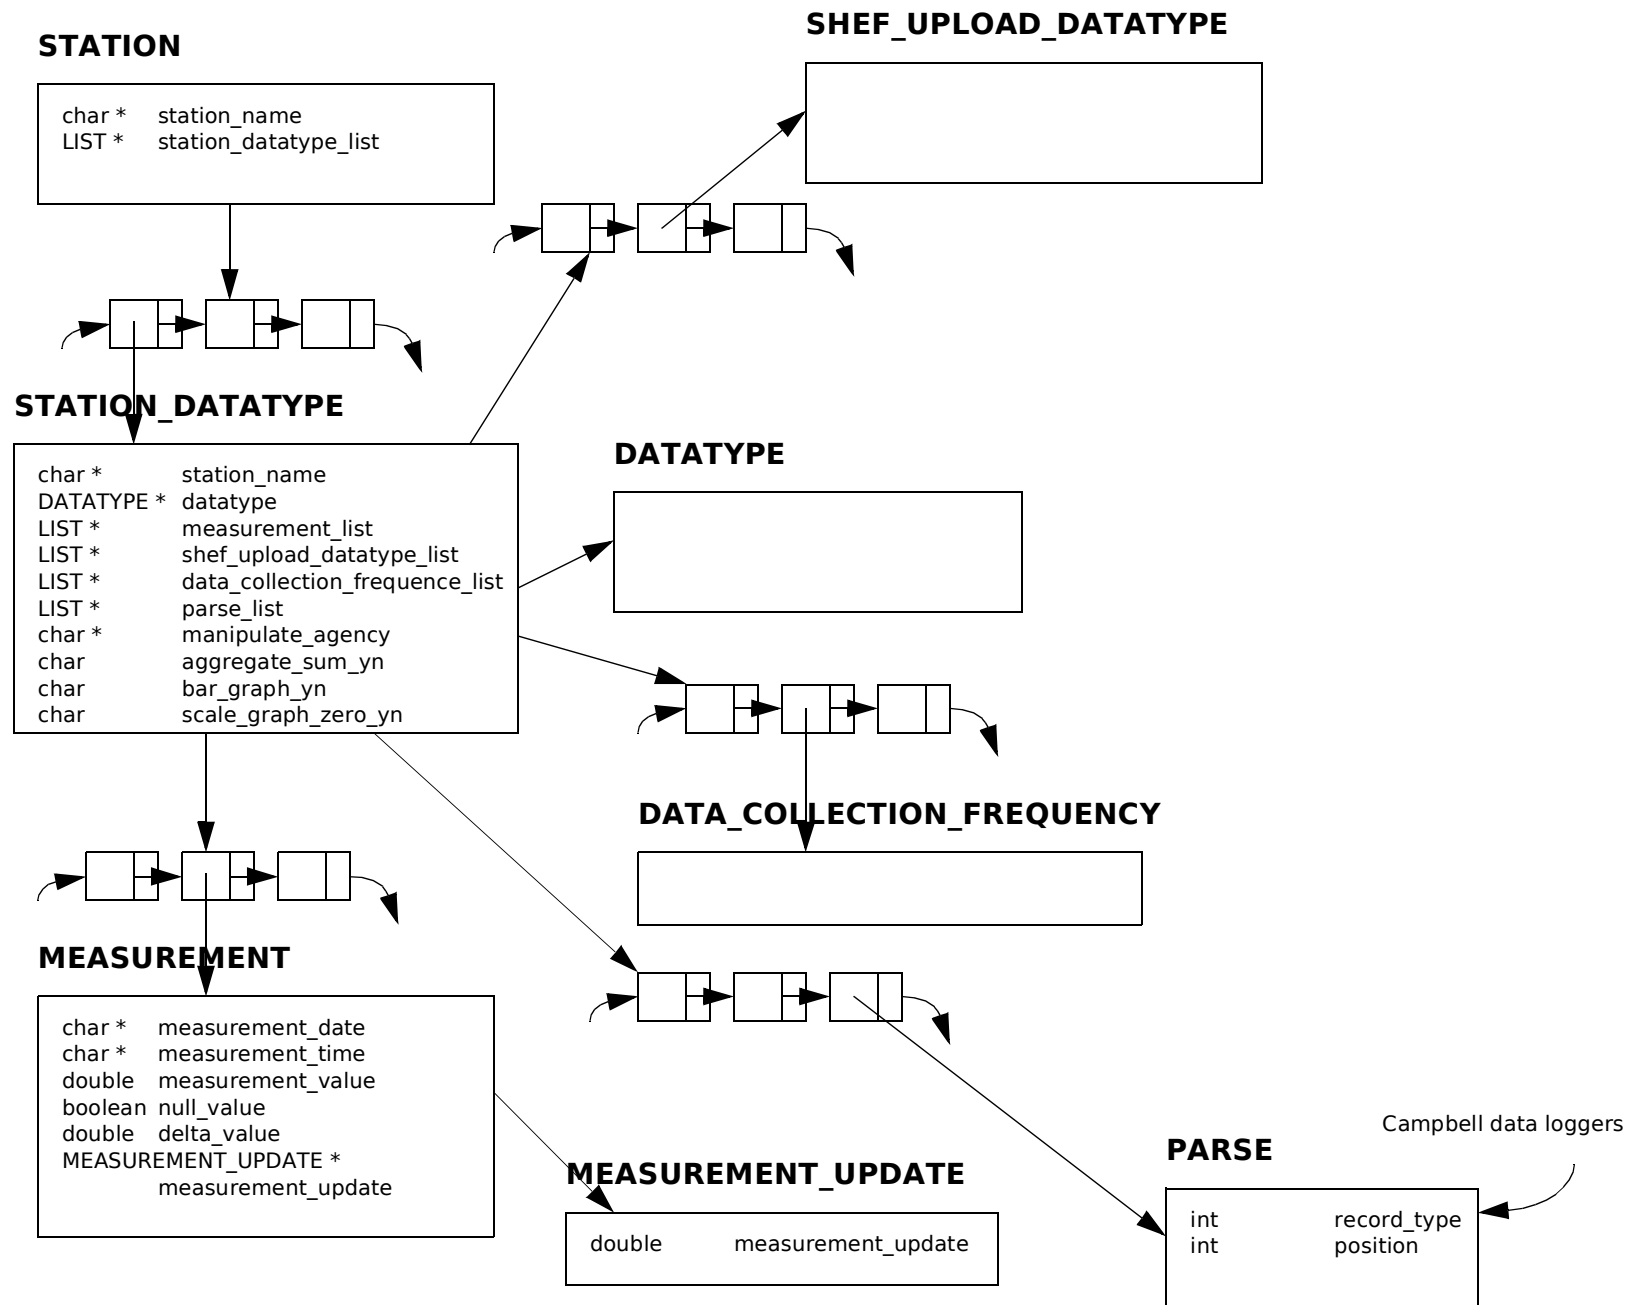 SHEF_UPLOAD_DATATYPE
STATION
char * station_name
LIST * station_datatype_list
STATION_DATATYPE
char * station_name
DATATYPE * datatype
LIST * measurement_list
LIST * shef_upload_datatype_list
LIST * data_collection_frequence_list
LIST * parse_list
char * manipulate_agency
char aggregate_sum_yn
char bar_graph_yn
char scale_graph_zero_yn
DATATYPE
DATA_COLLECTION_FREQUENCY
MEASUREMENT
char * measurement_date
char * measurement_time
double measurement_value
boolean null_value
double delta_value
MEASUREMENT_UPDATE *
measurement_update
MEASUREMENT_UPDATE
double measurement_update
Campbell data loggers
PARSE
int record_type
int position